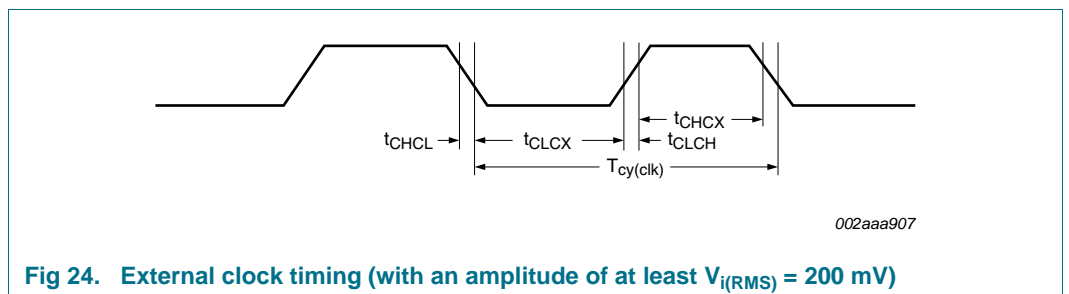 tCHCX
tCHCL tCLCX tCLCH
Tcy(clk)
002aaa907
Fig 24. External clock timing (with an amplitude of at least Vi(RMS) = 200 mV)